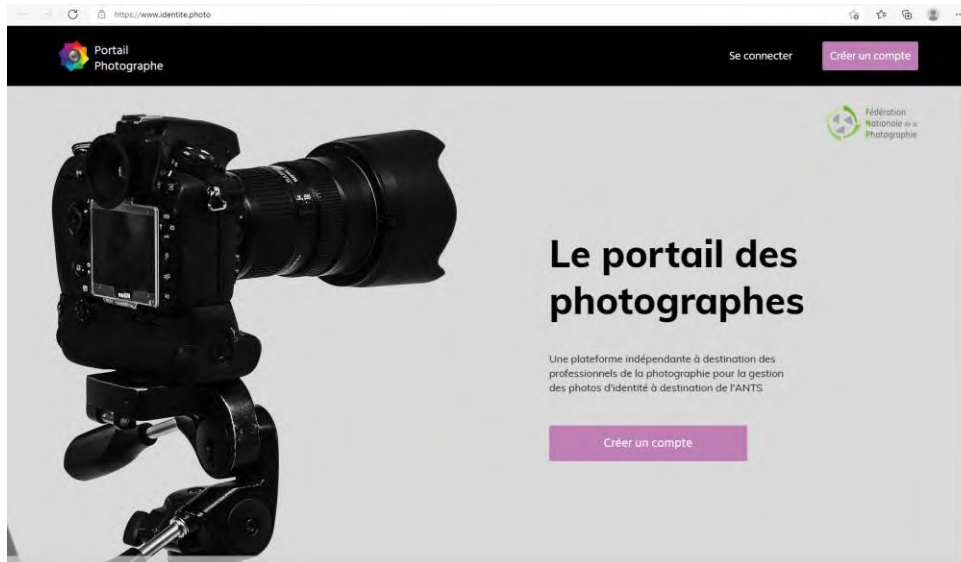 https://www.identite.photo
Portail
Photographe
Se connecter
Créer un compte
Fédération
Nationale de la
Photographie
Le portail des
photographes
Une plateforme indépendante à destination des
professionnels de la photographie pour la gestion
des photos d'identité à destination de l'ANTS
Créer un compte